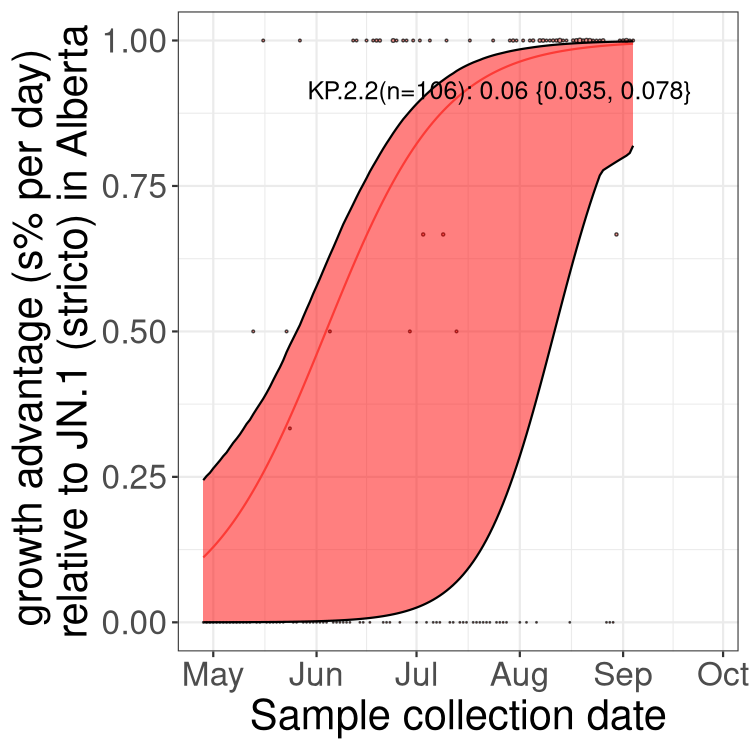 growth advantage (s% per day)
relative to JN.1 (stricto) in Alberta
1.00
0.75
0.50
0.25
0.00
KP.2.2(n=106): 0.06 {0.035, 0.078}
May Jun Jul Aug Sep Oct
Sample collection date